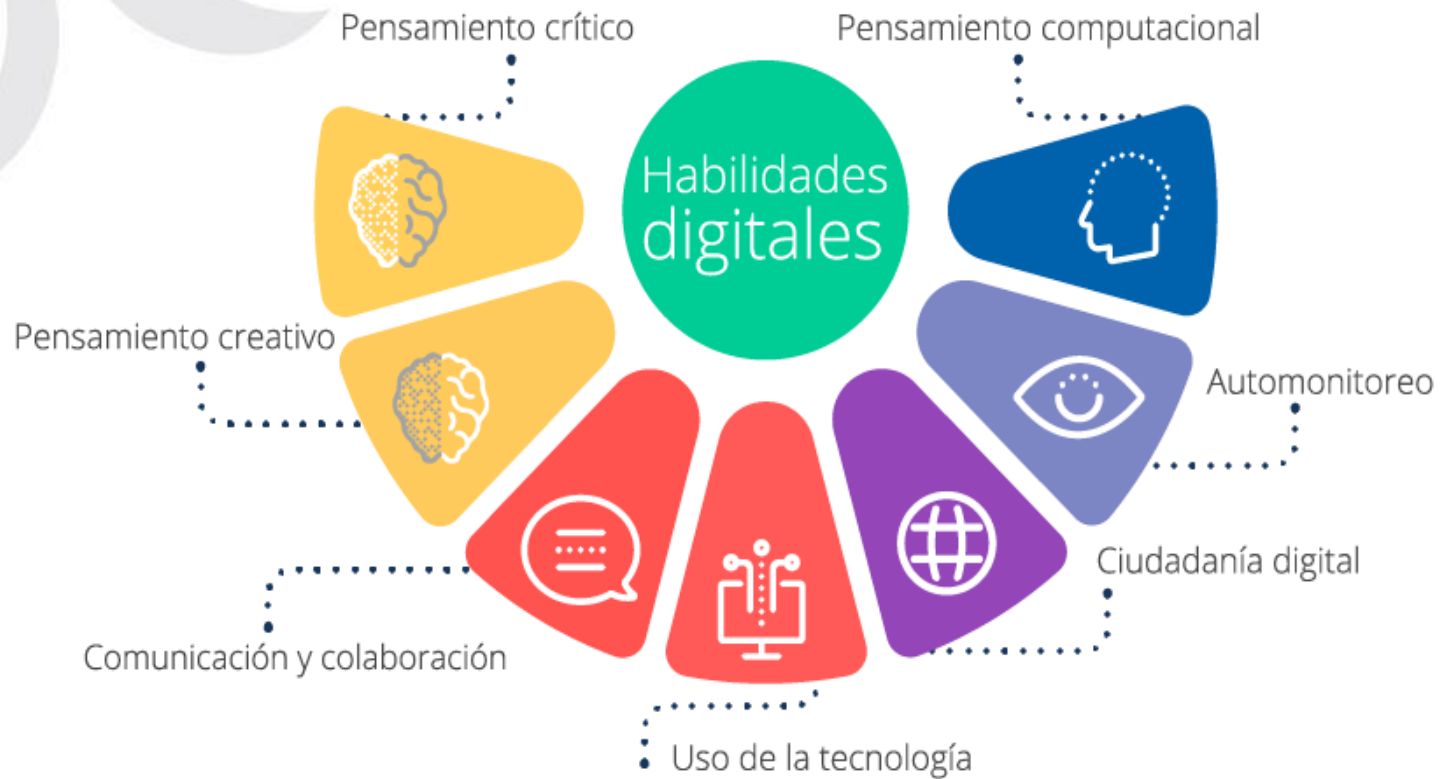 Pensamiento crítico
Pensamiento computacional
Habilidades
digitales
Pensamiento creativo
Automonitoreo
Ciudadanía digital
Comunicación y colaboración
Uso de la tecnología